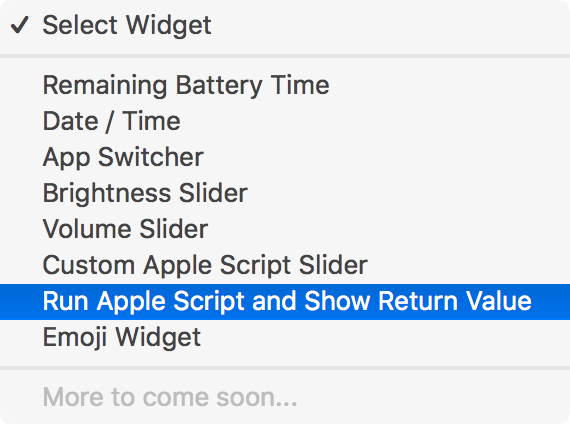 ✓ Select Widget
Remaining Battery Time
Date / Time
App Switcher
Brightness Slider
Volume Slider
Custom Apple Script Slider
Run Apple Script and Show Return Value
Emoji Widget
More to come soon...